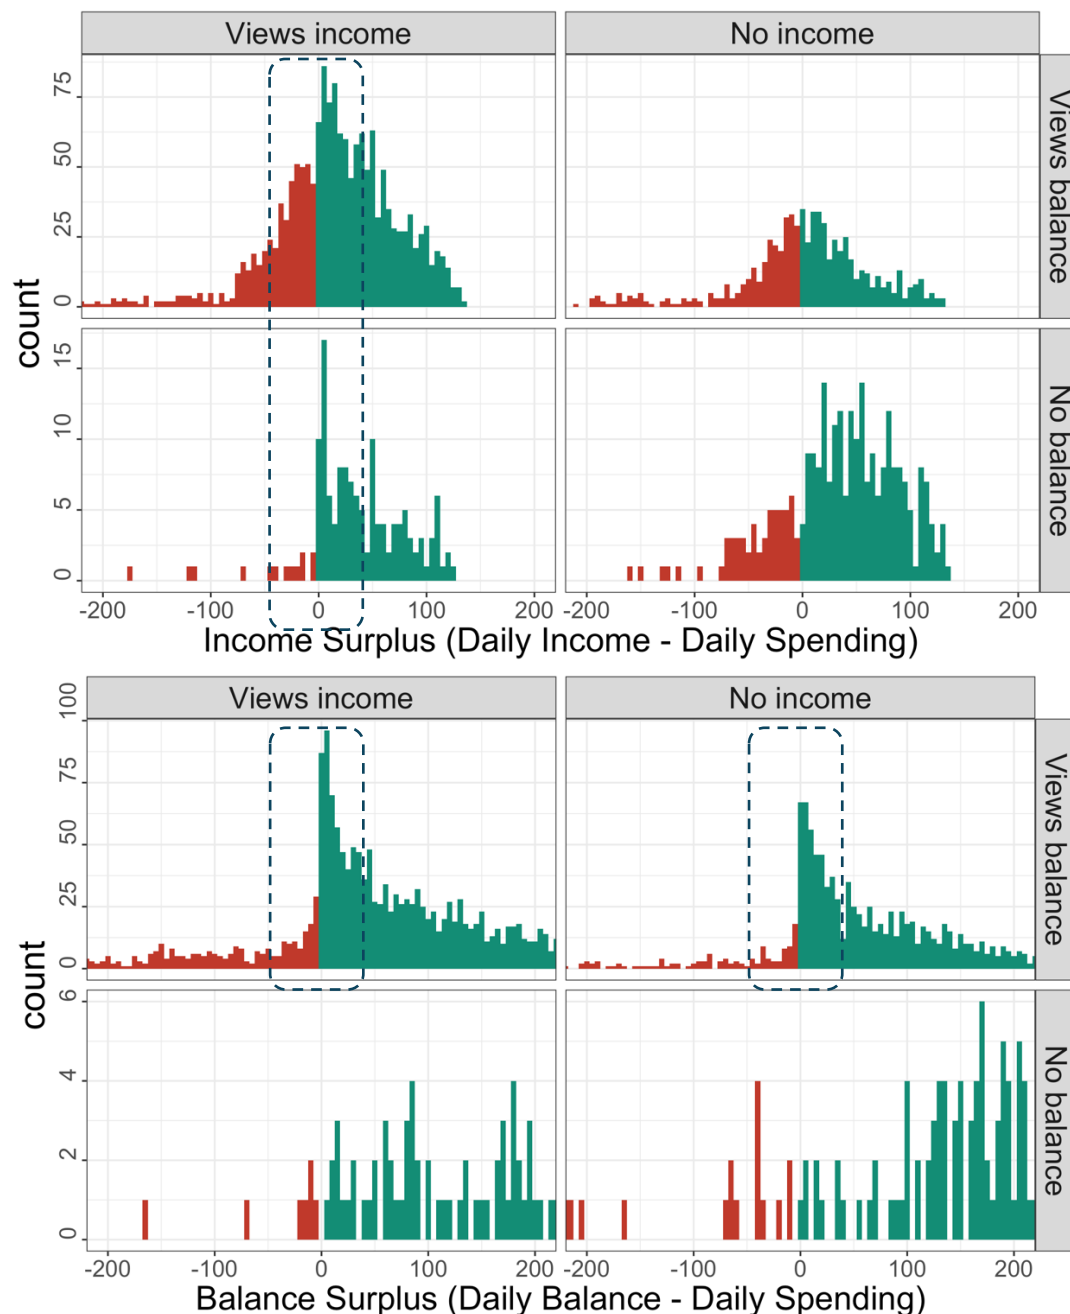 Views income
No income
Views balance
75
50
25
0
No balance
15
10
5
0
count
-200 -100 0 100 200
-200 -100 0 100 200
Income Surplus (Daily Income - Daily Spending)
Views income
No income
Views balance
100
75
50
25
0
No balance
6
4
2
0
count
-200 -100 0 100 200
-200 -100 0 100 200
Balance Surplus (Daily Balance - Daily Spending)